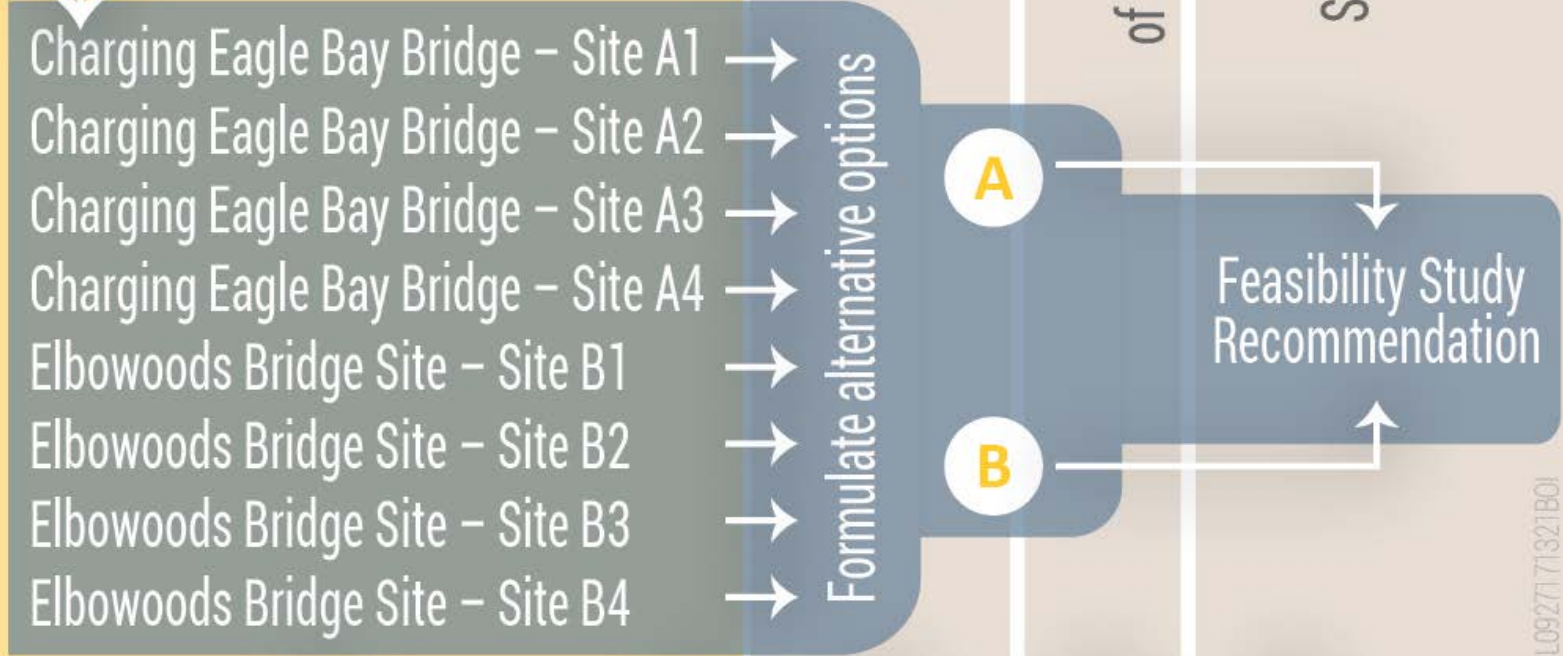 Charging Eagle Bay Bridge – Site A1
Charging Eagle Bay Bridge – Site A2
Charging Eagle Bay Bridge – Site A3
Charging Eagle Bay Bridge – Site A4
Elbowoods Bridge Site – Site B1
Elbowoods Bridge Site – Site B2
Elbowoods Bridge Site – Site B3
Elbowoods Bridge Site – Site B4
Formulate alternative options
A
B
of
S
Feasibility Study
Recommendation
L0927171321BOI